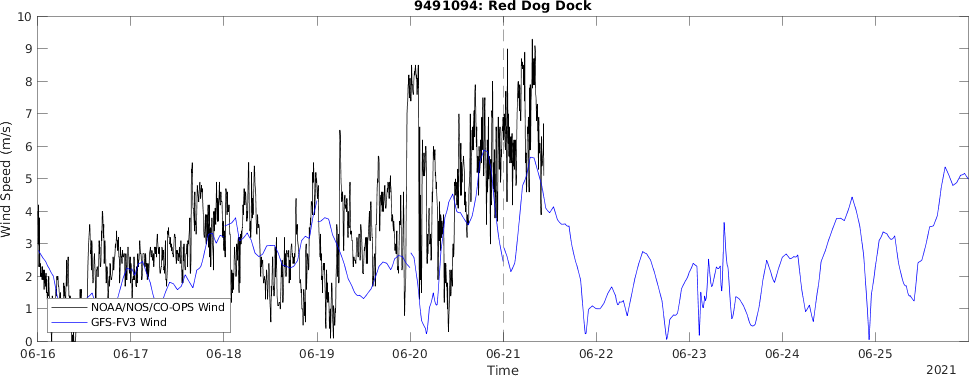 9491094: Red Dog Dock
Wind Speed (m/s)
10
9
8
7
6
5
4
3
2
1
0
NOAA/NOS/CO-OPS Wind
GFS-FV3 Wind
06-16 06-17 06-18 06-19 06-20 06-21 06-22 06-23 06-24 06-25
Time
2021